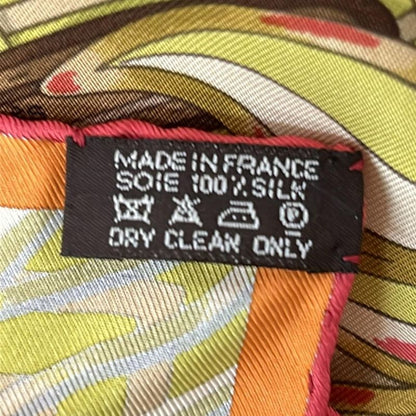 MADE IN FRANCE
SOIE 100% SILK
P
DRY CLEAN ONLY